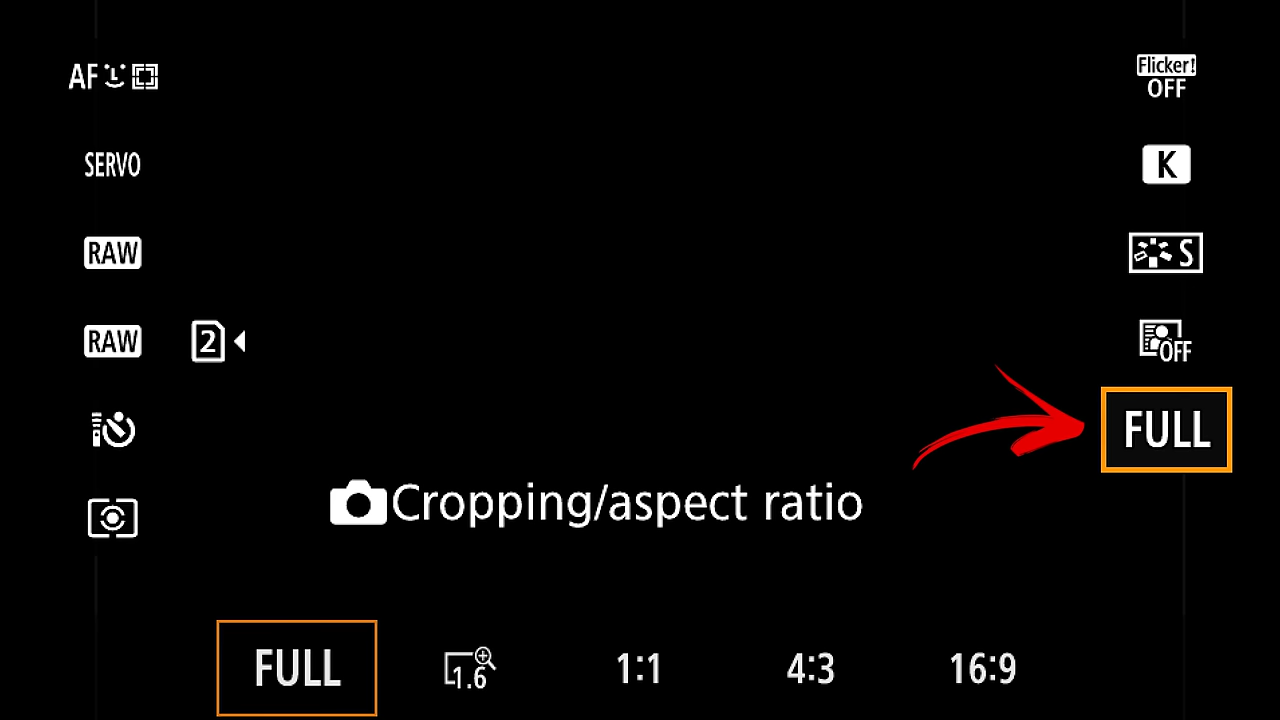 AF
Flicker!
OFF
SERVO
K
RAW
S
RAW
2
OFF
FULL
Cropping/aspect ratio
FULL
1.6
1:1
4:3
16:9